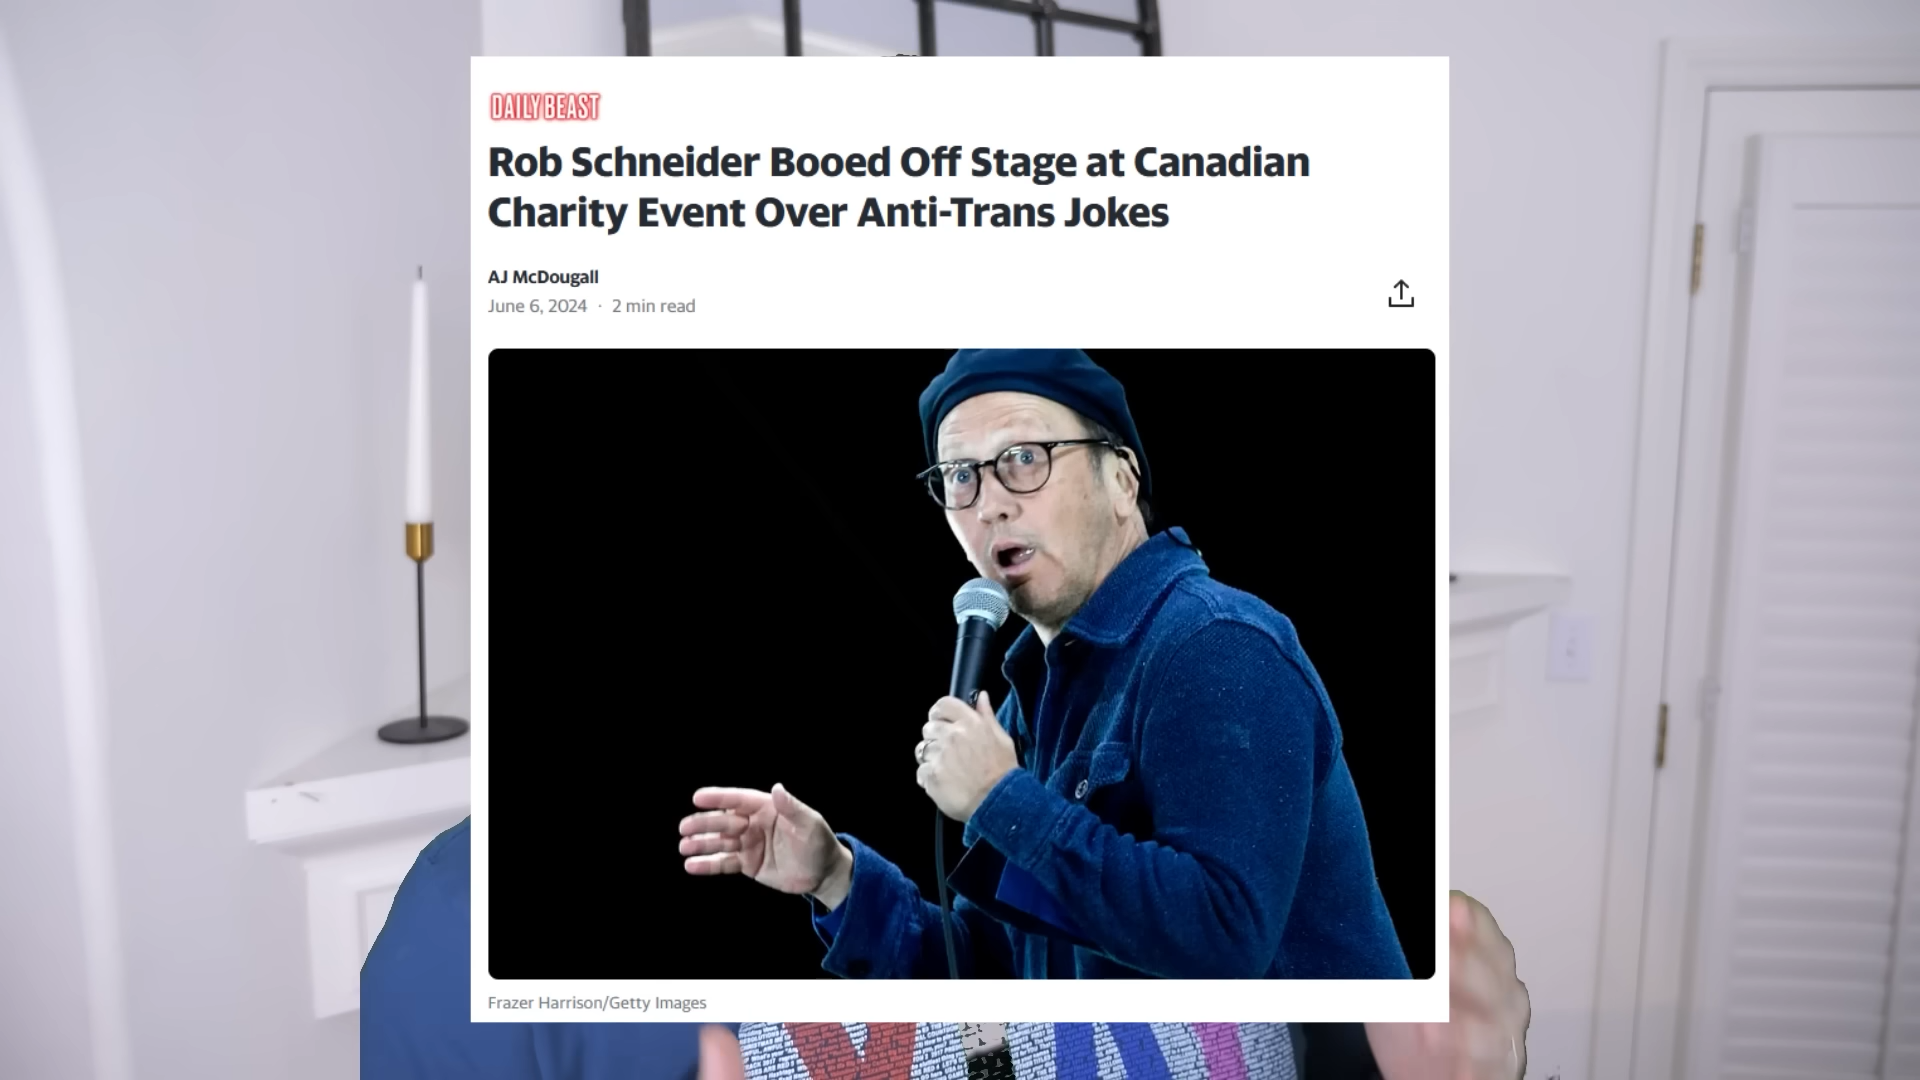 DAILY BEAST
Rob Schneider Booed Off Stage at Canadian
Charity Event Over Anti-Trans Jokes
AJ McDougall
June 6, 2024 · 2 min read
Frazer Harrison/Getty Images